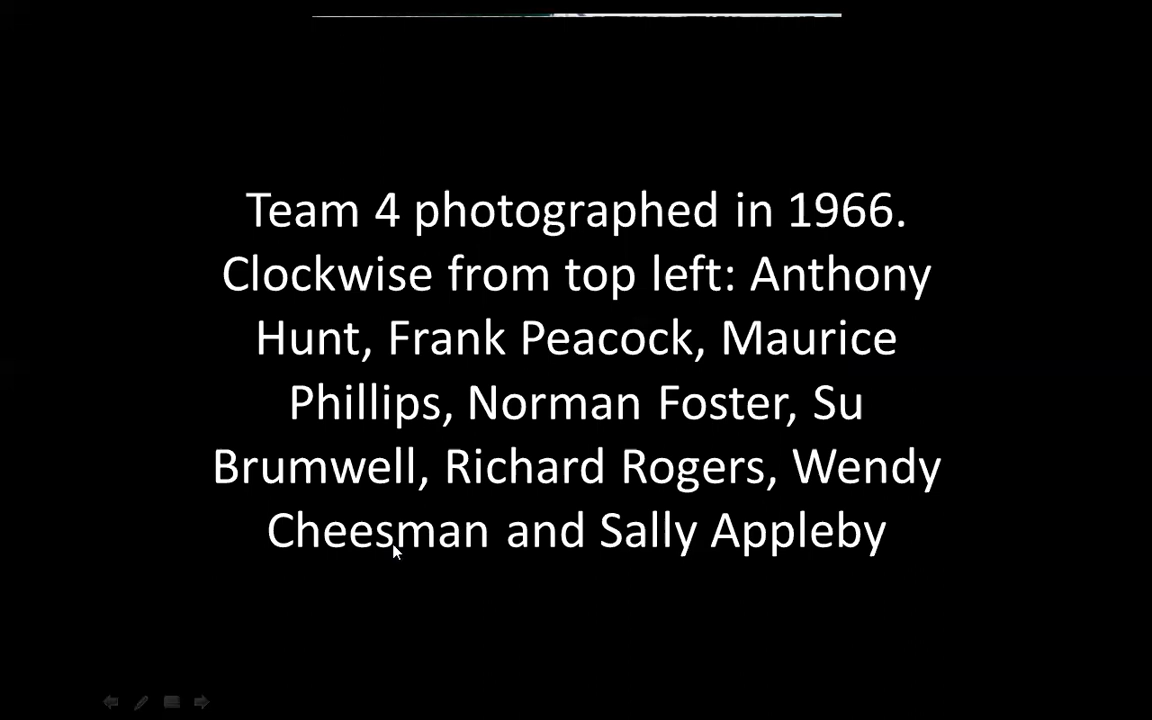 Team 4 photographed in 1966.
Clockwise from top left: Anthony
Hunt, Frank Peacock, Maurice
Phillips, Norman Foster, Su
Brumwell, Richard Rogers, Wendy
Cheesman and Sally Appleby